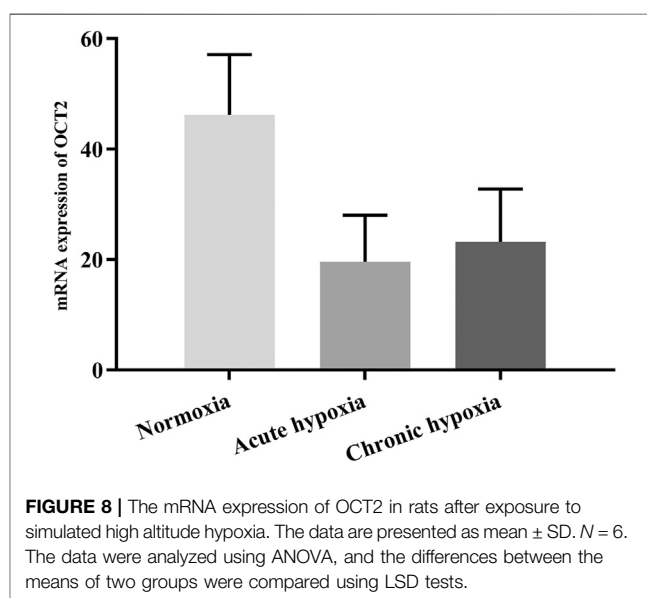 60
40
20
0
mRNA expression of OCT2
Normoxia
Acute hypoxia
Chronic hypoxia
FIGURE 8 | The mRNA expression of OCT2 in rats after exposure to
simulated high altitude hypoxia. The data are presented as mean ± SD. N = 6.
The data were analyzed using ANOVA, and the differences between the
means of two groups were compared using LSD tests.